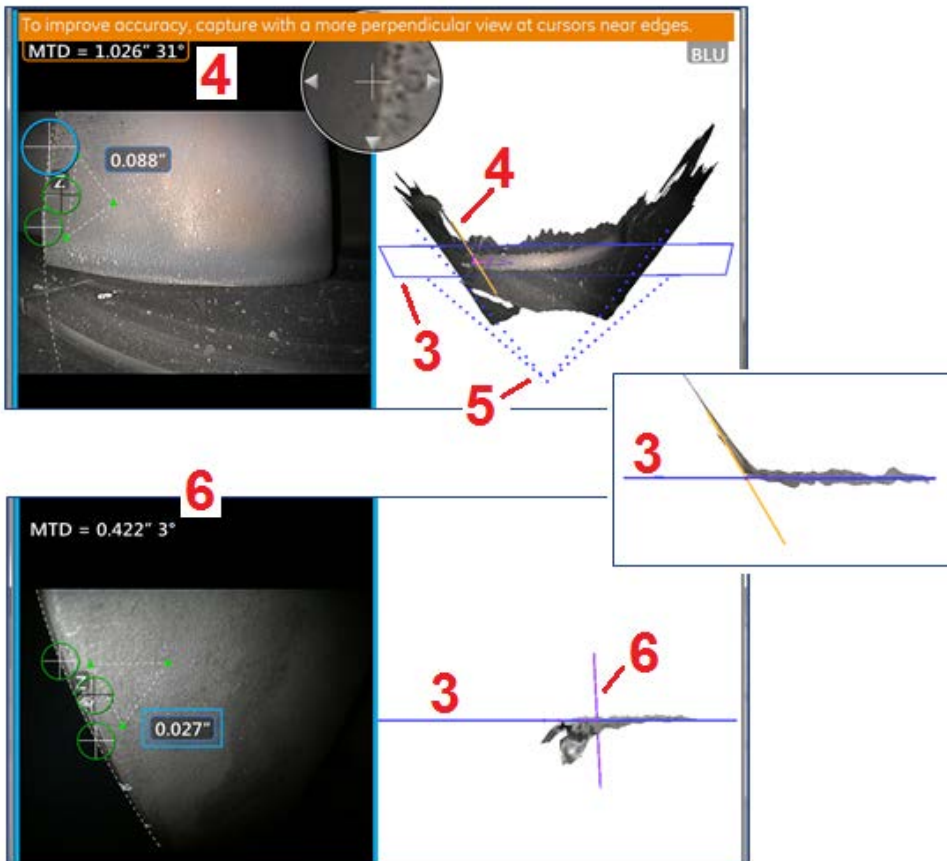 To improve accuracy, capture with a more perpendicular view at cursors near edges.
MTD = 1.026" 31°
4
BLU
0.088"
Z
4
3
5
3
6
MTD = 0.422" 3°
6
3
Z
0.027"